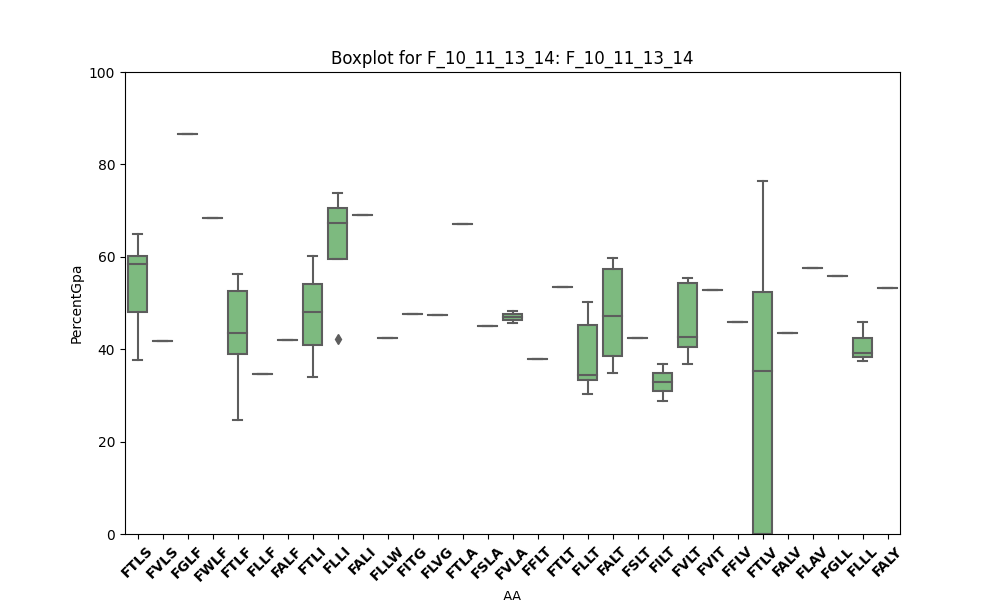 Boxplot for F_10_11_13_14: F_10_11_13_14
PercentGpa
100
80
60
40
20
0
FTLS FVLS FGLF FWLF FTLF FLLF FALF FTLI FLLI FALI FLLW FITG FLVG FTLA FSLA FVLA FFLT FTLT FLLT FALT FSLT FILT FVLT FVIT FFLV FTLV FALV FLAV FGLL FLLL FALY
AA